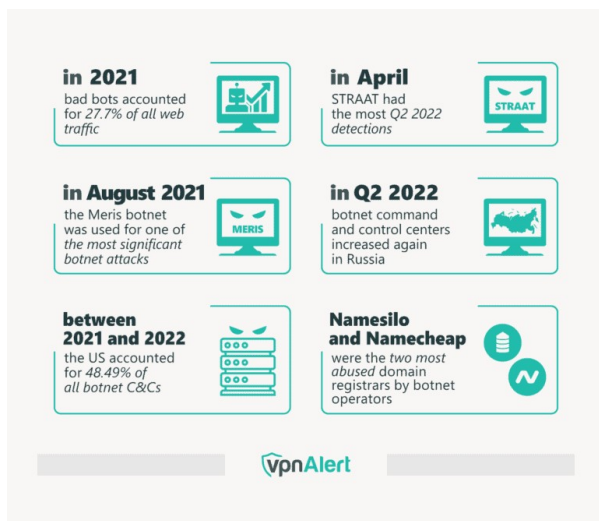 in 2021
bad bots accounted
for 27.7% of all web
traffic
in April
STRAAT had
the most Q2 2022
detections
STRAAT
in August 2021
the Meris botnet
was used for one of
the most significant
botnet attacks
MERIS
in Q2 2022
botnet command
and control centers
increased again
in Russia
between
2021 and 2022
the US accounted
for 48.49% of
all botnet C&Cs
Namesilo
and Namecheap
were the two most
abused domain
registrars by botnet
operators
vpnAlert